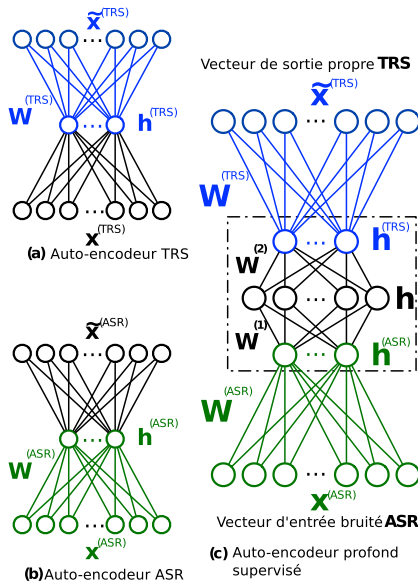 x̃(TRS)
...
W(TRS)
... h(TRS)
...
x(TRS)
(a) Auto-encodeur TRS
x̃(ASR)
...
W(ASR)
... h(ASR)
...
x(ASR)
(b) Auto-encodeur ASR
Vecteur de sortie propre TRS
x̃(TRS)
...
W(TRS)
... h(TRS)
W(2)
... h
W(1)
... h(ASR)
W(ASR)
...
x(ASR)
Vecteur d'entrée bruité ASR
(c) Auto-encodeur profond
supervisé